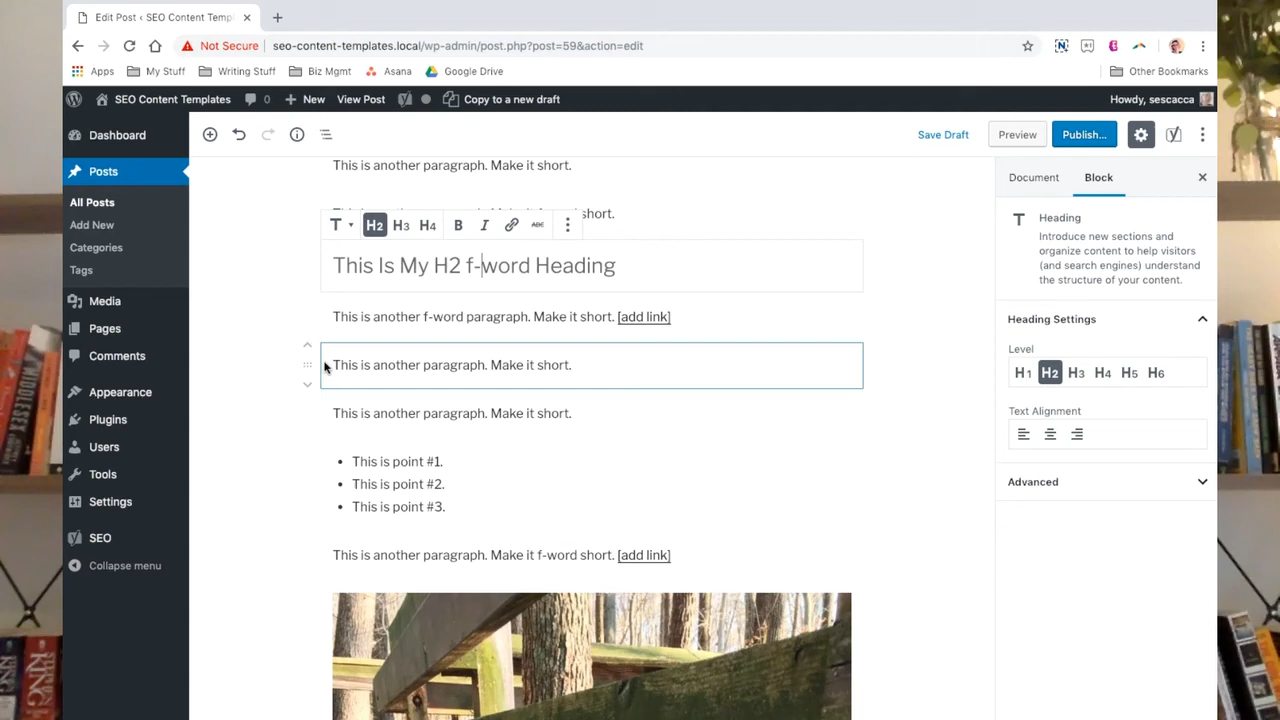 Edit Post ‹ SEO Content Templ
Not Secure seo-content-templates.local/wp-admin/post.php?post=59&action=edit
Apps My Stuff Writing Stuff Biz Mgmt Asana Google Drive Other Bookmarks
SEO Content Templates 0 New View Post Copy to a new draft Howdy, sescacca
Dashboard
Posts
All Posts
Add New
Categories
Tags
Media
Pages
Comments
Appearance
Plugins
Users
Tools
Settings
SEO
Collapse menu
Save Draft Preview Publish...
This is another paragraph. Make it short.
short.
H2 H3 H4 B I ABC
This Is My H2 f-word Heading
This is another f-word paragraph. Make it short. [add link]
This is another paragraph. Make it short.
This is another paragraph. Make it short.
• This is point #1.
• This is point #2.
• This is point #3.
This is another paragraph. Make it f-word short. [add link]
Document Block
Heading
Introduce new sections and
organize content to help visitors
(and search engines) understand
the structure of your content.
Heading Settings
Level
H1 H2 H3 H4 H5 H6
Text Alignment
Advanced
STEPHEN
KING